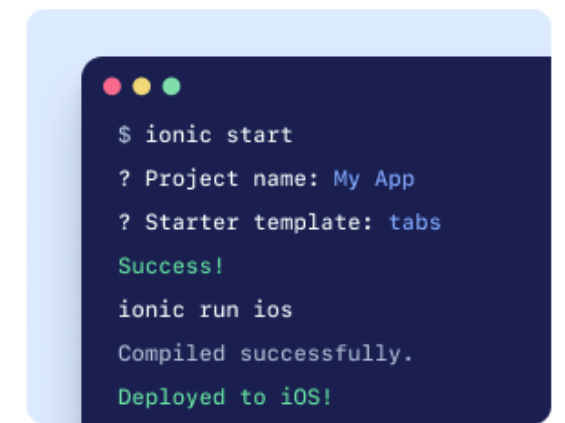 $ ionic start
? Project name: My App
? Starter template: tabs
Success!
ionic run ios
Compiled successfully.
Deployed to iOS!